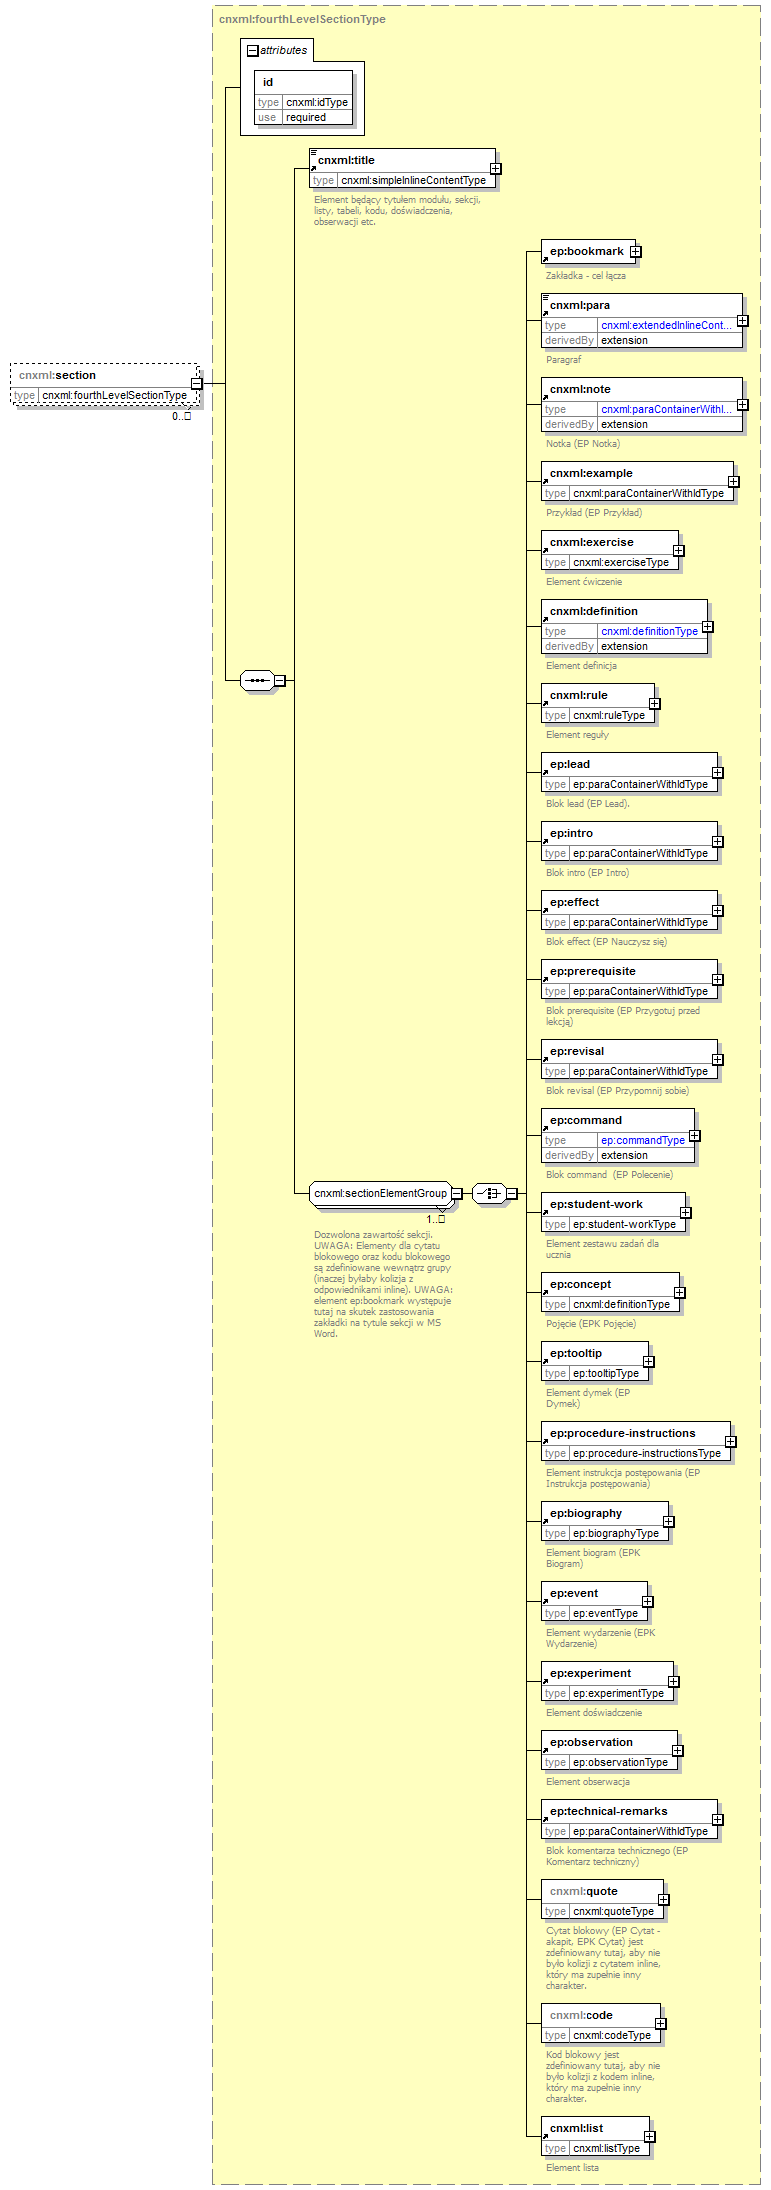 cnxml:fourthLevelSectionType
attributes
id
type cnxml:idType
use required
cnxml:title
type cnxml:simpleInlineContentType
Element będący tytułem modułu, sekcji,
listy, tabeli, kodu, doświadczenia,
obserwacji etc.
cnxml:section
type cnxml:fourthLevelSectionType
0..
cnxml:sectionElementGroup
1..
Dozwolona zawartość sekcji.
UWAGA: Elementy dla cytatu
blokowego oraz kodu blokowego
są zdefiniowane wewnątrz grupy
(inaczej byłaby kolizja z
odpowiednikami inline). UWAGA:
element ep:bookmark występuje
tutaj na skutek zastosowania
zakładki na tytule sekcji w MS
Word.
ep:bookmark
Zakładka - cel łącza
cnxml:para
type cnxml:extendedInlineCont...
derivedBy extension
Paragraf
cnxml:note
type cnxml:paraContainerWithI...
derivedBy extension
Notka (EP Notka)
cnxml:example
type cnxml:paraContainerWithIdType
Przykład (EP Przykład)
cnxml:exercise
type cnxml:exerciseType
Element ćwiczenie
cnxml:definition
type cnxml:definitionType
derivedBy extension
Element definicja
cnxml:rule
type cnxml:ruleType
Element reguły
ep:lead
type ep:paraContainerWithIdType
Blok lead (EP Lead).
ep:intro
type ep:paraContainerWithIdType
Blok intro (EP Intro)
ep:effect
type ep:paraContainerWithIdType
Blok effect (EP Nauczysz się)
ep:prerequisite
type ep:paraContainerWithIdType
Blok prerequisite (EP Przygotuj przed
lekcją)
ep:revisal
type ep:paraContainerWithIdType
Blok revisal (EP Przypomnij sobie)
ep:command
type ep:commandType
derivedBy extension
Blok command  (EP Polecenie)
ep:student-work
type ep:student-workType
Element zestawu zadań dla
ucznia
ep:concept
type cnxml:definitionType
Pojęcie (EPK Pojęcie)
ep:tooltip
type ep:tooltipType
Element dymek (EP
Dymek)
ep:procedure-instructions
type ep:procedure-instructionsType
Element instrukcja postępowania (EP
Instrukcja postępowania)
ep:biography
type ep:biographyType
Element biogram (EPK
Biogram)
ep:event
type ep:eventType
Element wydarzenie (EPK
Wydarzenie)
ep:experiment
type ep:experimentType
Element doświadczenie
ep:observation
type ep:observationType
Element obserwacja
ep:technical-remarks
type ep:paraContainerWithIdType
Blok komentarza technicznego (EP
Komentarz techniczny)
cnxml:quote
type cnxml:quoteType
Cytat blokowy (EP Cytat -
akapit, EPK Cytat) jest
zdefiniowany tutaj, aby nie
było kolizji z cytatem inline,
który ma zupełnie inny
charakter.
cnxml:code
type cnxml:codeType
Kod blokowy jest
zdefiniowany tutaj, aby nie
było kolizji z kodem inline,
który ma zupełnie inny
charakter.
cnxml:list
type cnxml:listType
Element lista